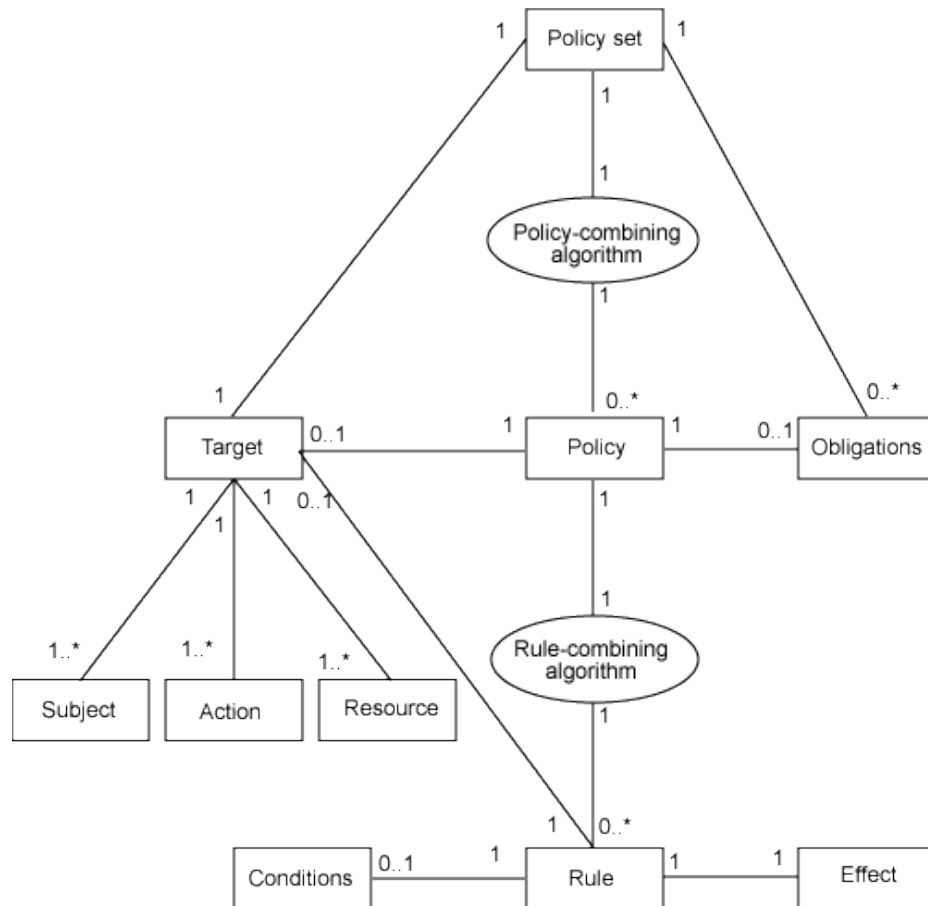 1
Policy set
1
1
1
Policy-combining
algorithm
1
1
0..*
0..*
Target
0..1
1
Policy
1
0..1
Obligations
1
1
1
0..1
1
1
Rule-combining
algorithm
1..*
1..*
1..*
Subject
Action
Resource
1
1
0..*
Conditions
0..1
1
Rule
1
1
Effect